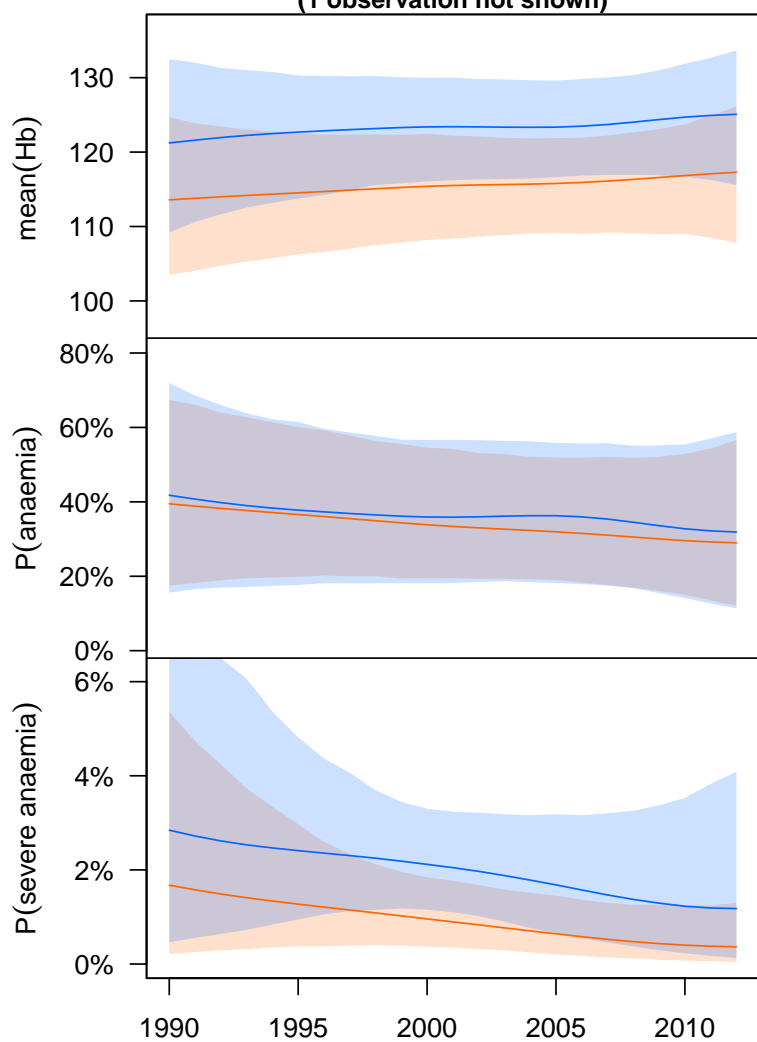 (1 observation not shown)
mean(Hb)
130
120
110
100
P(anaemia)
80%
60%
40%
20%
0%
P(severe anaemia)
6%
4%
2%
0%
1990 1995 2000 2005 2010